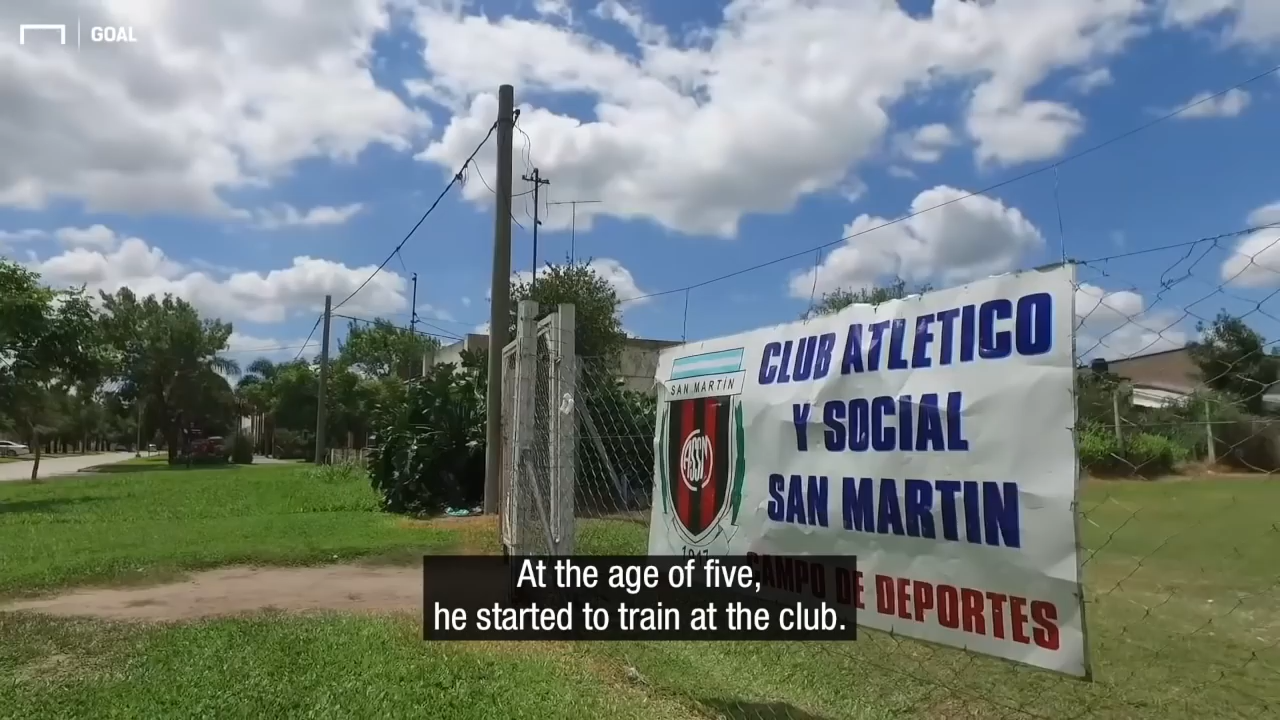 GOAL
CLUB ATLETICO
Y SOCIAL
SAN MARTIN
SAN MARTÍN
CASSM
CAMPO DE DEPORTES
At the age of five,
he started to train at the club.